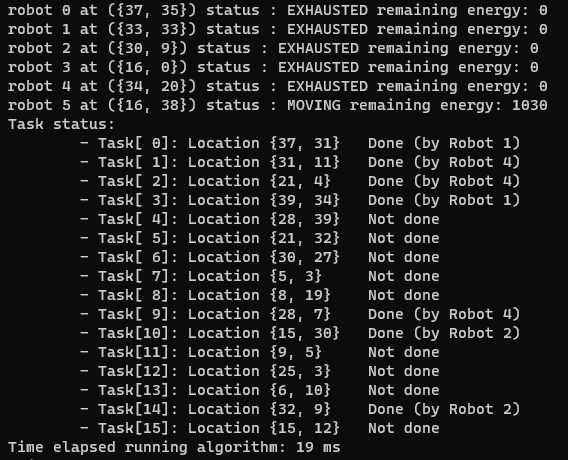 robot 0 at ({37, 35}) status : EXHAUSTED remaining energy: 0
robot 1 at ({33, 33}) status : EXHAUSTED remaining energy: 0
robot 2 at ({30, 9}) status : EXHAUSTED remaining energy: 0
robot 3 at ({16, 0}) status : EXHAUSTED remaining energy: 0
robot 4 at ({34, 20}) status : EXHAUSTED remaining energy: 0
robot 5 at ({16, 38}) status : MOVING remaining energy: 1030
Task status:
- Task[ 0]: Location {37, 31}   Done (by Robot 1)
- Task[ 1]: Location {31, 11}   Done (by Robot 4)
- Task[ 2]: Location {21, 4}    Done (by Robot 4)
- Task[ 3]: Location {39, 34}   Done (by Robot 1)
- Task[ 4]: Location {28, 39}   Not done
- Task[ 5]: Location {21, 32}   Not done
- Task[ 6]: Location {30, 27}   Not done
- Task[ 7]: Location {5, 3}     Not done
- Task[ 8]: Location {8, 19}    Not done
- Task[ 9]: Location {28, 7}    Done (by Robot 4)
- Task[10]: Location {15, 30}   Done (by Robot 2)
- Task[11]: Location {9, 5}     Not done
- Task[12]: Location {25, 3}    Not done
- Task[13]: Location {6, 10}    Not done
- Task[14]: Location {32, 9}    Done (by Robot 2)
- Task[15]: Location {15, 12}   Not done
Time elapsed running algorithm: 19 ms